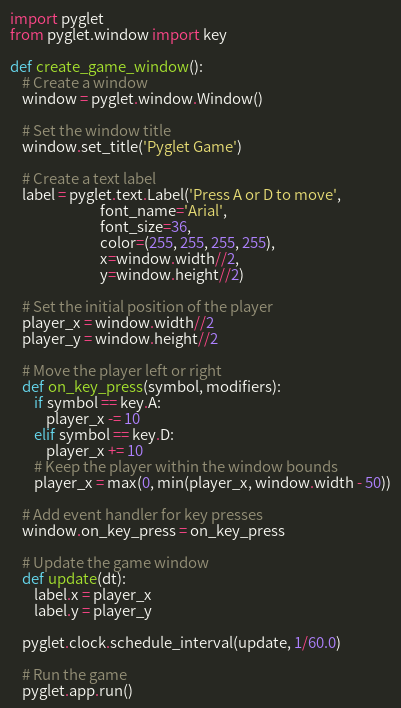 import pyglet
from pyglet.window import key
def create_game_window():
# Create a window
window = pyglet.window.Window()
# Set the window title
window.set_title('Pyglet Game')
# Create a text label
label = pyglet.text.Label('Press A or D to move',
font_name='Arial',
font_size=36,
color=(255, 255, 255, 255),
x=window.width//2,
y=window.height//2)
# Set the initial position of the player
player_x = window.width//2
player_y = window.height//2
# Move the player left or right
def on_key_press(symbol, modifiers):
if symbol == key.A:
player_x -= 10
elif symbol == key.D:
player_x += 10
# Keep the player within the window bounds
player_x = max(0, min(player_x, window.width - 50))
# Add event handler for key presses
window.on_key_press = on_key_press
# Update the game window
def update(dt):
label.x = player_x
label.y = player_y
pyglet.clock.schedule_interval(update, 1/60.0)
# Run the game
pyglet.app.run()